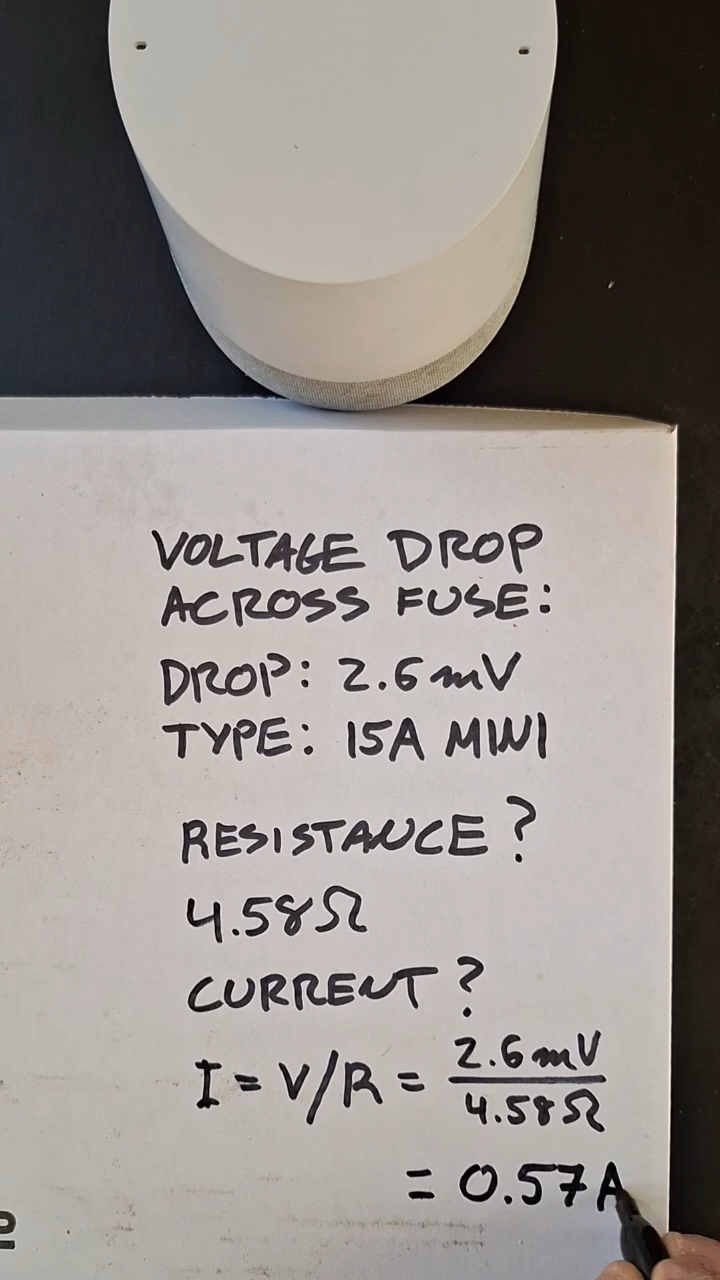 VOLTAGE DROP
ACROSS FUSE:
DROP: 2.6mV
TYPE: 15A MINI
RESISTANCE?
4.58Ω
CURRENT?
I = V/R = 2.6mV / 4.58Ω
= 0.57A